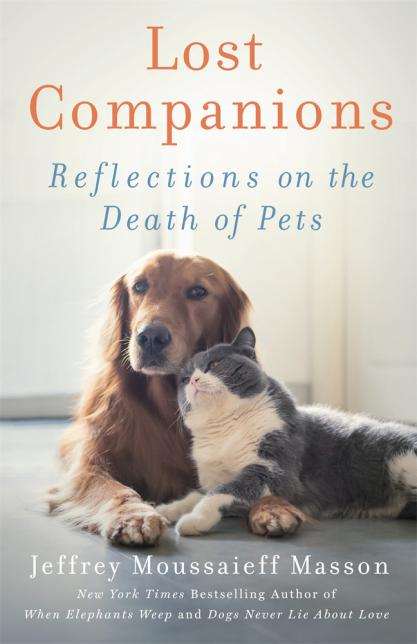 Lost
Companions
Reflections on the
Death of Pets
Jeffrey Moussaieff Masson
New York Times Bestselling Author of
When Elephants Weep and Dogs Never Lie About Love